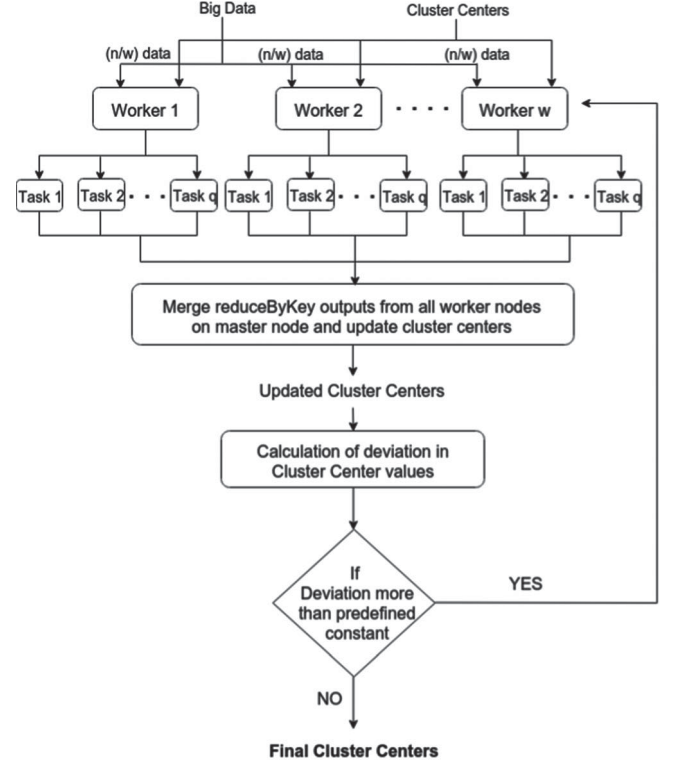 Big Data
Cluster Centers
(n/w) data
(n/w) data
(n/w) data
Worker 1
Worker 2
. . . .
Worker w
Task 1
Task 2
. . .
Task q
Task 1
Task 2
. . .
Task q
Task 1
Task 2
. . .
Task q
Merge reduceByKey outputs from all worker nodes
on master node and update cluster centers
Updated Cluster Centers
Calculation of deviation in
Cluster Center values
If
Deviation more
than predefined
constant
YES
NO
Final Cluster Centers